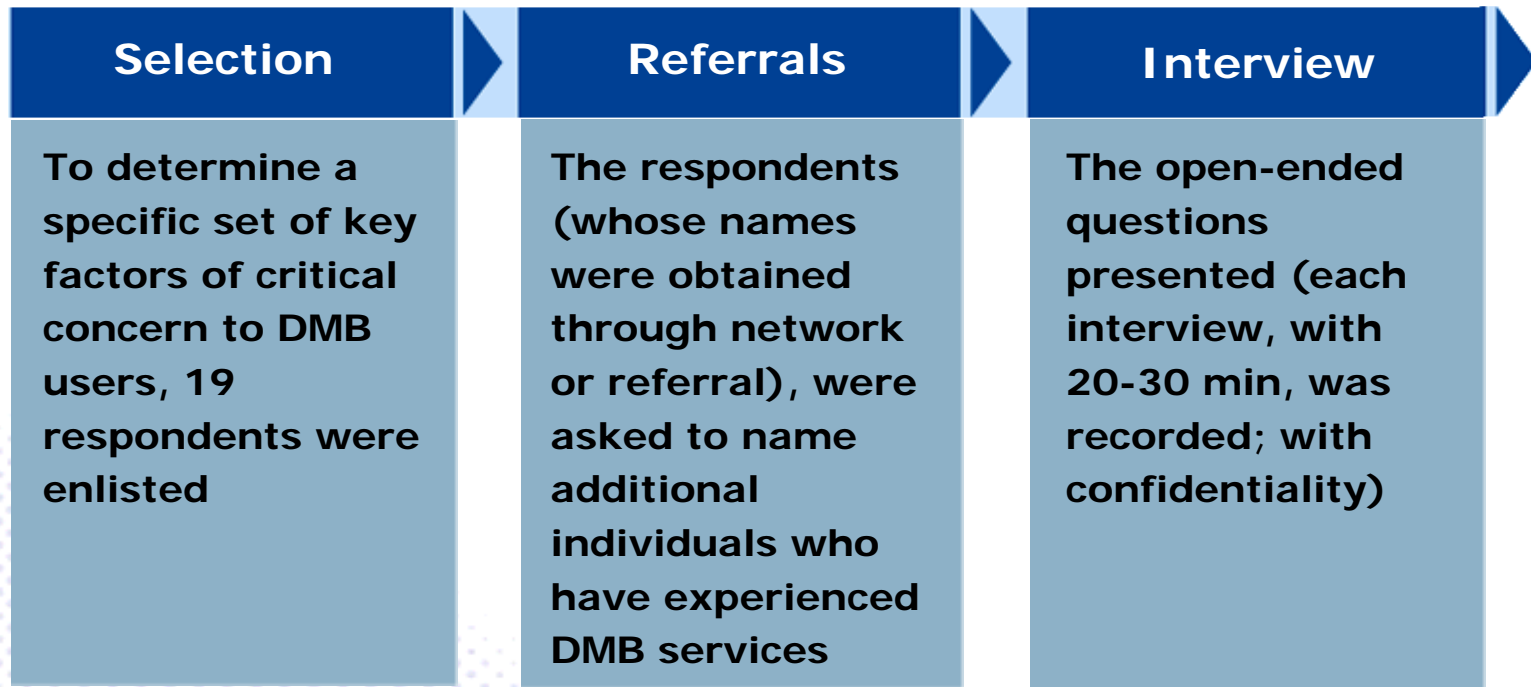 Selection
To determine a
specific set of key
factors of critical
concern to DMB
users, 19
respondents were
enlisted
Referrals
The respondents
(whose names
were obtained
through network
or referral), were
asked to name
additional
individuals who
have experienced
DMB services
Interview
The open-ended
questions
presented (each
interview, with
20-30 min, was
recorded; with
confidentiality)